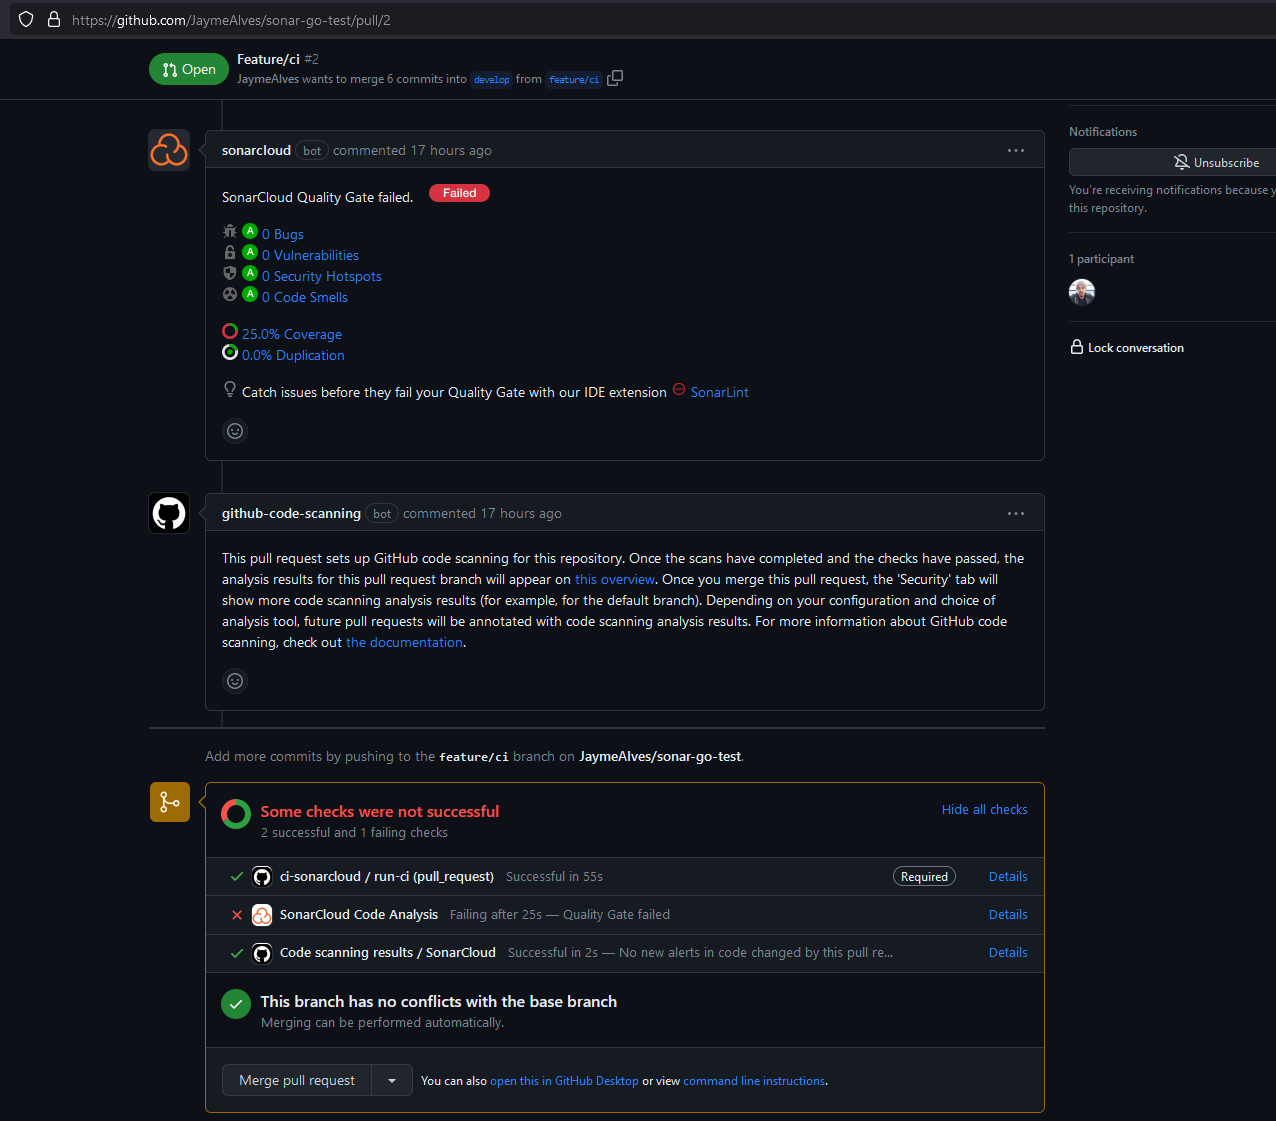 https://github.com/JaymeAlves/sonar-go-test/pull/2
Open
Feature/ci #2
JaymeAlves wants to merge 6 commits into develop from feature/ci
sonarcloud bot commented 17 hours ago
SonarCloud Quality Gate failed. Failed
A 0 Bugs
A 0 Vulnerabilities
A 0 Security Hotspots
A 0 Code Smells
25.0% Coverage
0.0% Duplication
Catch issues before they fail your Quality Gate with our IDE extension SonarLint
github-code-scanning bot commented 17 hours ago
This pull request sets up GitHub code scanning for this repository. Once the scans have completed and the checks have passed, the
analysis results for this pull request branch will appear on this overview. Once you merge this pull request, the 'Security' tab will
show more code scanning analysis results (for example, for the default branch). Depending on your configuration and choice of
analysis tool, future pull requests will be annotated with code scanning analysis results. For more information about GitHub code
scanning, check out the documentation.
Add more commits by pushing to the feature/ci branch on JaymeAlves/sonar-go-test.
Some checks were not successful
Hide all checks
2 successful and 1 failing checks
ci-sonarcloud / run-ci (pull_request) Successful in 55s Required Details
SonarCloud Code Analysis Failing after 25s — Quality Gate failed Details
Code scanning results / SonarCloud Successful in 2s — No new alerts in code changed by this pull re... Details
This branch has no conflicts with the base branch
Merging can be performed automatically.
Merge pull request
You can also open this in GitHub Desktop or view command line instructions.
Notifications
Unsubscribe
You're receiving notifications because y
this repository.
1 participant
Lock conversation